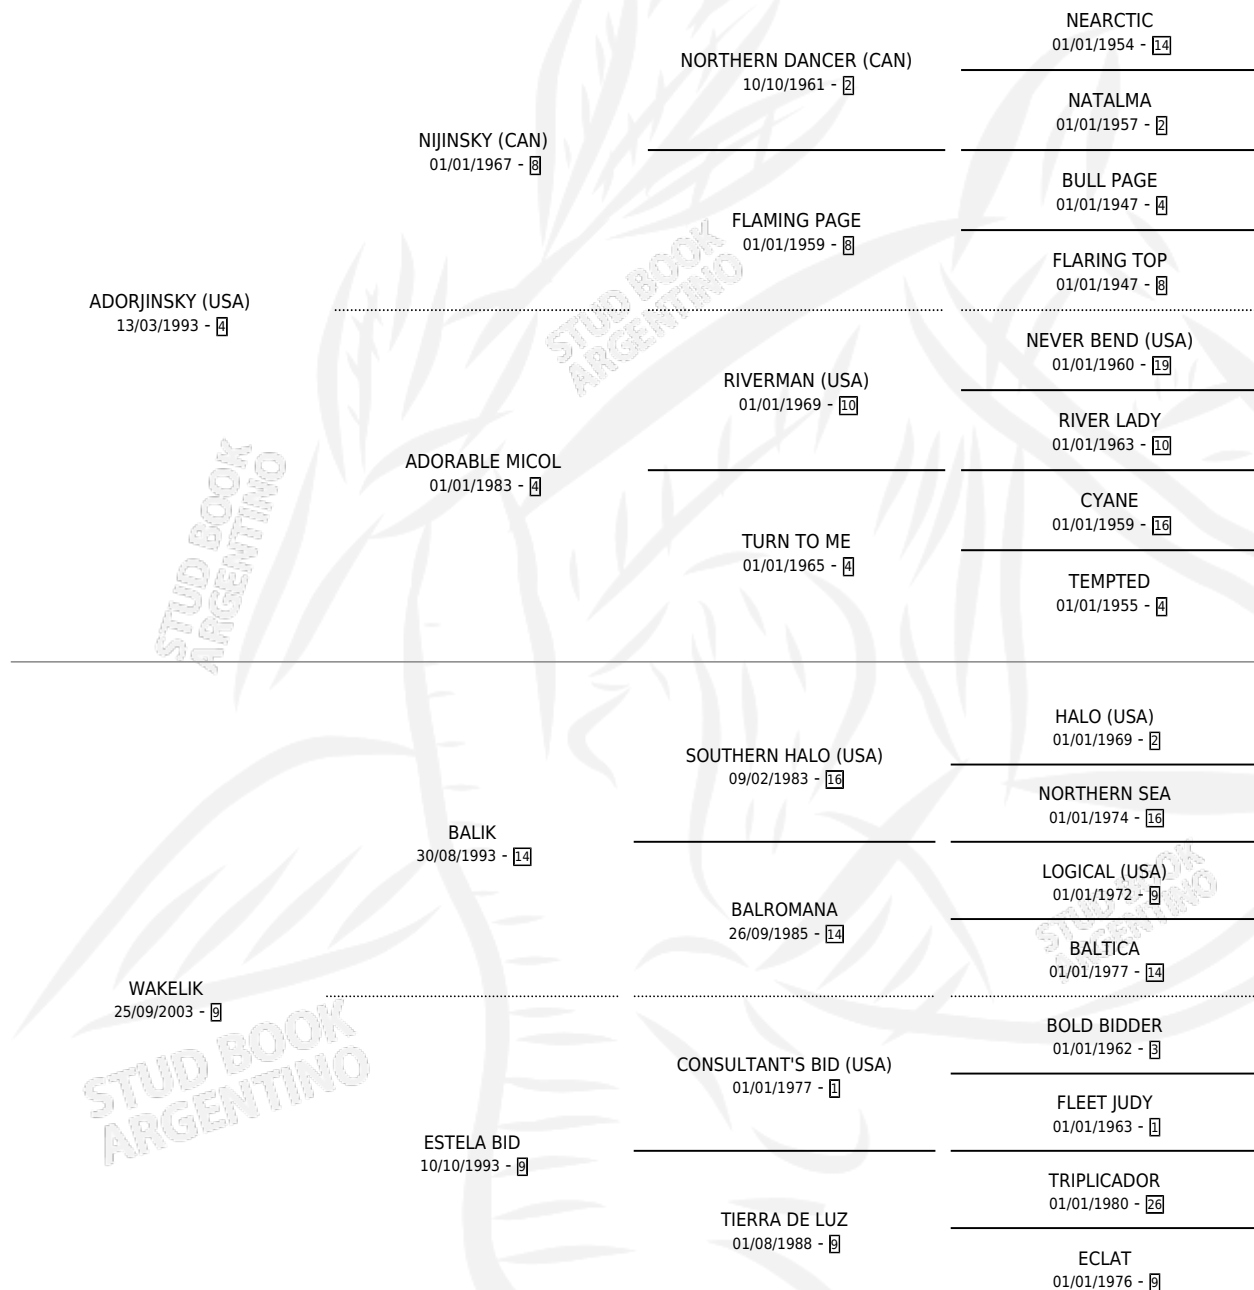 NEARCTIC
01/01/1954 - 14
NORTHERN DANCER (CAN)
10/10/1961 - 2
NATALMA
01/01/1957 - 2
NIJINSKY (CAN)
01/01/1967 - 8
BULL PAGE
01/01/1947 - 4
FLAMING PAGE
01/01/1959 - 8
FLARING TOP
01/01/1947 - 8
ADORJINSKY (USA)
13/03/1993 - 4
NEVER BEND (USA)
01/01/1960 - 19
RIVERMAN (USA)
01/01/1969 - 10
RIVER LADY
01/01/1963 - 10
ADORABLE MICOL
01/01/1983 - 4
CYANE
01/01/1959 - 16
TURN TO ME
01/01/1965 - 4
TEMPTED
01/01/1955 - 4
STUD BOOK
ARGENTINO
STUD BOOK
ARGENTINO
HALO (USA)
01/01/1969 - 2
SOUTHERN HALO (USA)
09/02/1983 - 16
NORTHERN SEA
01/01/1974 - 16
BALIK
30/08/1993 - 14
LOGICAL (USA)
01/01/1972 - 9
BALROMANA
26/09/1985 - 14
BALTICA
01/01/1977 - 14
STUD BOOK
ARGENTINO
WAKELIK
25/09/2003 - 9
BOLD BIDDER
01/01/1962 - 3
CONSULTANT'S BID (USA)
01/01/1977 - 1
FLEET JUDY
01/01/1963 - 1
ESTELA BID
10/10/1993 - 9
TRIPLICADOR
01/01/1980 - 26
TIERRA DE LUZ
01/08/1988 - 9
ECLAT
01/01/1976 - 9
STUD BOOK
ARGENTINO